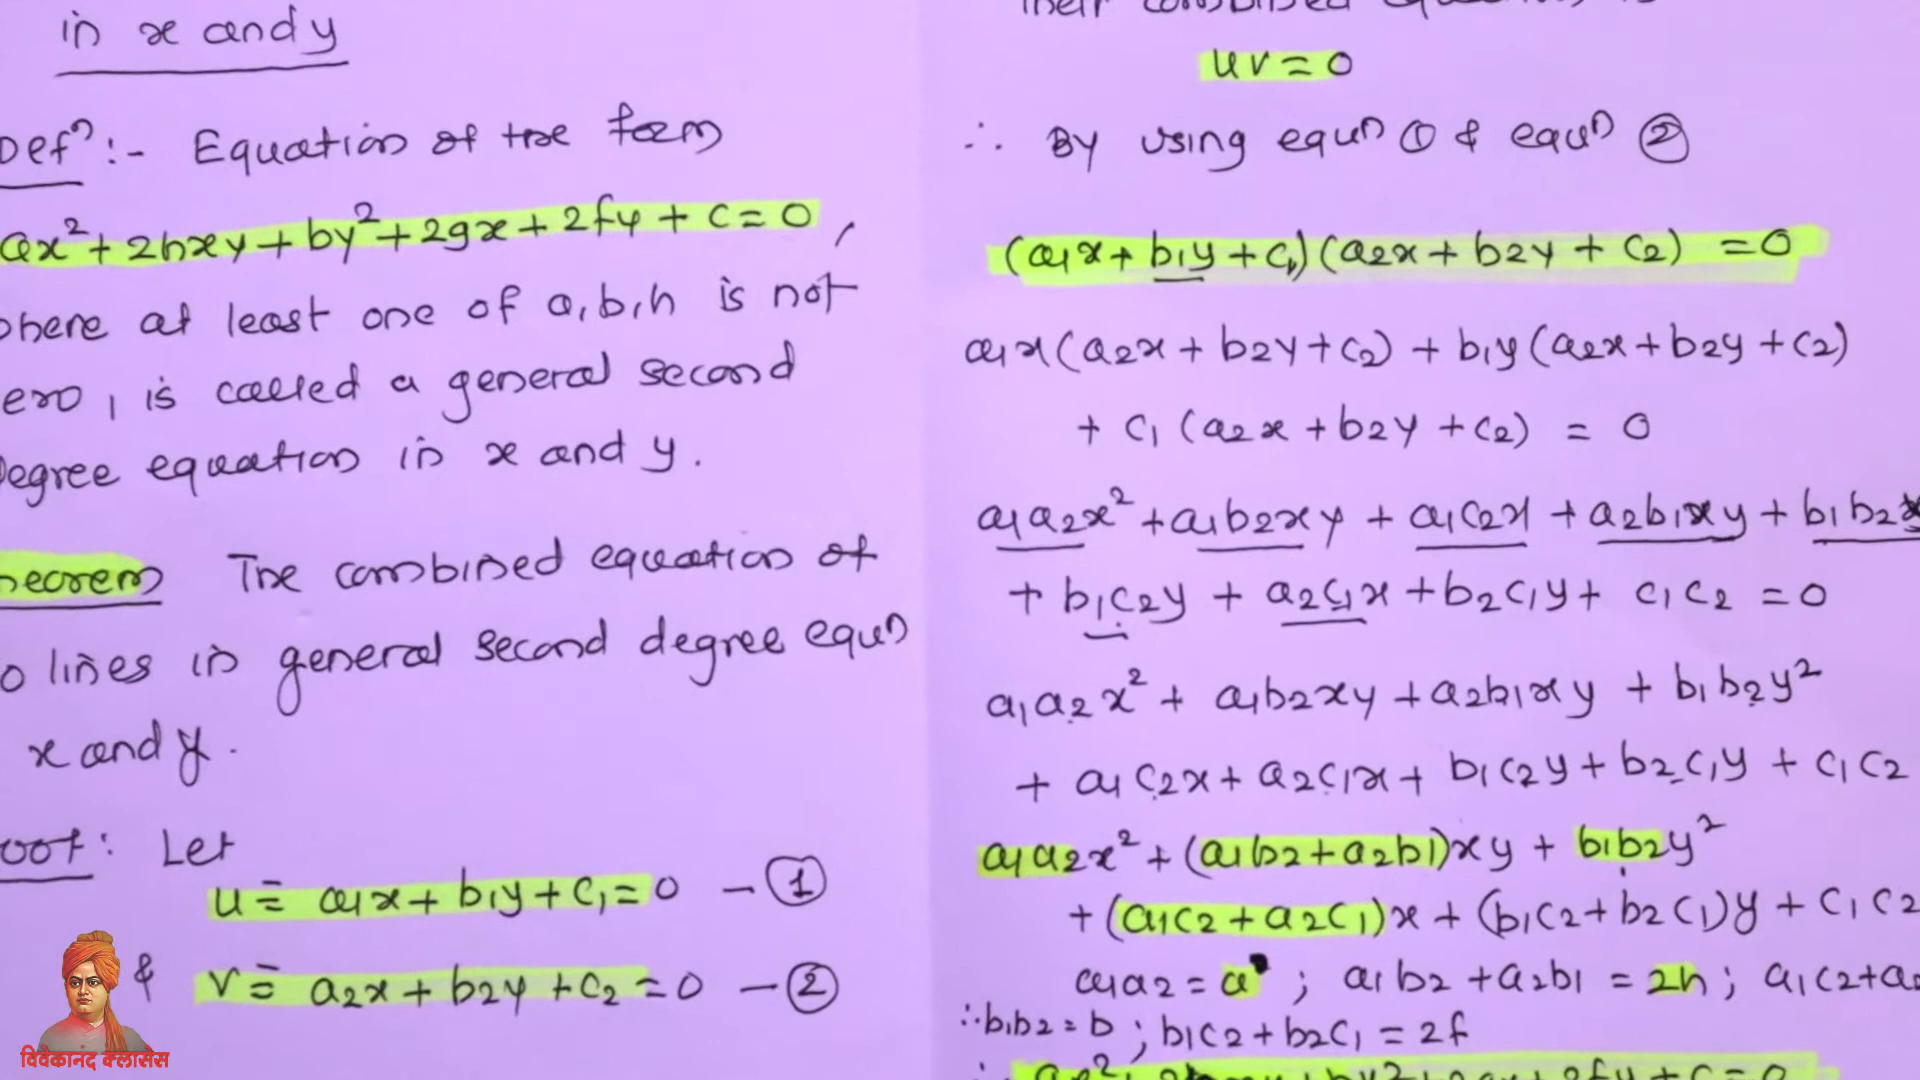 in x and y
Defⁿ:- Equation of the form
ax²+2hxy+by²+2gx+2fy+c=0,
where at least one of a,b,h is not
zero, is called a general second
degree equation in x and y.
Theorem The combined equation of
two lines in general second degree equⁿ
x and y.
Proof: Let
u≡ a₁x+b₁y+c₁=0 - ①
& v≡ a₂x+b₂y+c₂=0 - ②
विवेकानंद क्लासेस
Their combined
uv=0
∴ By using equⁿ ① & equⁿ ②
(a₁x+b₁y+c₁)(a₂x+b₂y+c₂) =0
a₁x(a₂x+b₂y+c₂)+b₁y(a₂x+b₂y+c₂)
+ c₁(a₂x+b₂y+c₂) = 0
a₁a₂x²+a₁b₂xy+a₁c₂x+a₂b₁xy+b₁b₂
+ b₁c₂y + a₂c₁x+b₂c₁y+ c₁c₂ =0
a₁a₂x²+ a₁b₂xy+a₂b₁xy + b₁b₂y²
+ a₁c₂x+a₂c₁x+ b₁c₂y+b₂c₁y + c₁c₂
a₁a₂x²+(a₁b₂+a₂b₁)xy + b₁b₂y²
+(a₁c₂+a₂c₁)x+(b₁c₂+b₂c₁)y+c₁c₂
a₁a₂=a ; a₁b₂+a₂b₁ = 2h; a₁c₂+a₂
∴b₁b₂=b ; b₁c₂+b₂c₁ = 2f